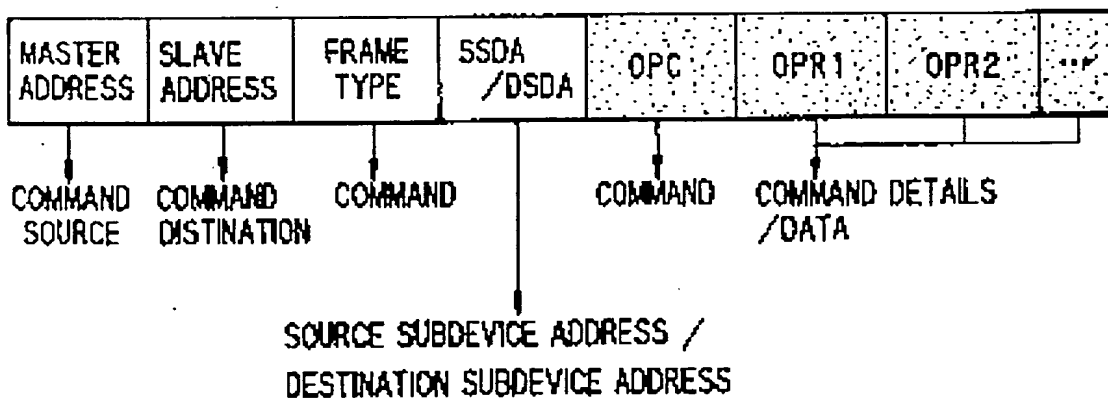 MASTER ADDRESS
SLAVE ADDRESS
FRAME TYPE
SSDA /DSDA
OPC
OPR1
OPR2
...
COMMAND SOURCE
COMMAND DISTINATION
COMMAND
COMMAND
COMMAND DETAILS
/DATA
SOURCE SUBDEVICE ADDRESS /
DESTINATION SUBDEVICE ADDRESS